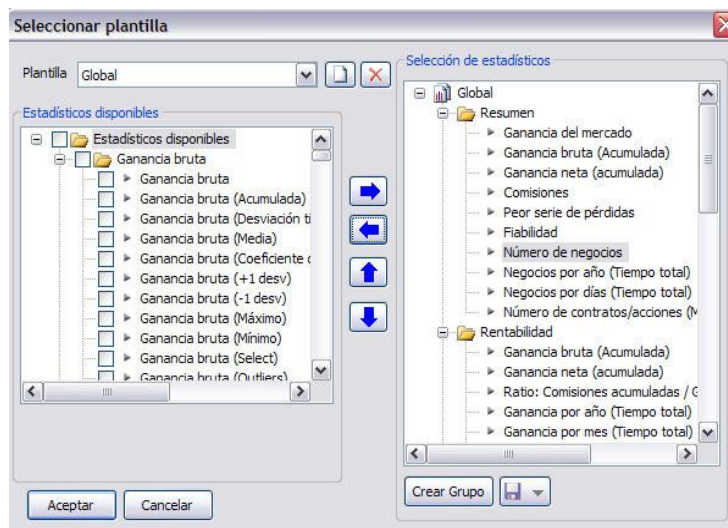 Seleccionar plantilla
Plantilla
Global
Estadísticos disponibles
Estadísticos disponibles
Ganancia bruta
Ganancia bruta
Ganancia bruta (Acumulada)
Ganancia bruta (Desviación ti
Ganancia bruta (Media)
Ganancia bruta (Coeficiente
Ganancia bruta (+1 desv)
Ganancia bruta (-1 desv)
Ganancia bruta (Máximo)
Ganancia bruta (Mínimo)
Ganancia bruta (Select)
Ganancia bruta (Outliers)
Aceptar
Cancelar
Selección de estadísticos
Global
Resumen
Ganancia del mercado
Ganancia bruta (Acumulada)
Ganancia neta (acumulada)
Comisiones
Peor serie de pérdidas
Fiabilidad
Número de negocios
Negocios por año (Tiempo total)
Negocios por días (Tiempo total)
Número de contratos/acciones (M
Rentabilidad
Ganancia bruta (Acumulada)
Ganancia neta (acumulada)
Ratio: Comisiones acumuladas / G
Ganancia por año (Tiempo total)
Ganancia por mes (Tiempo total)
Crear Grupo